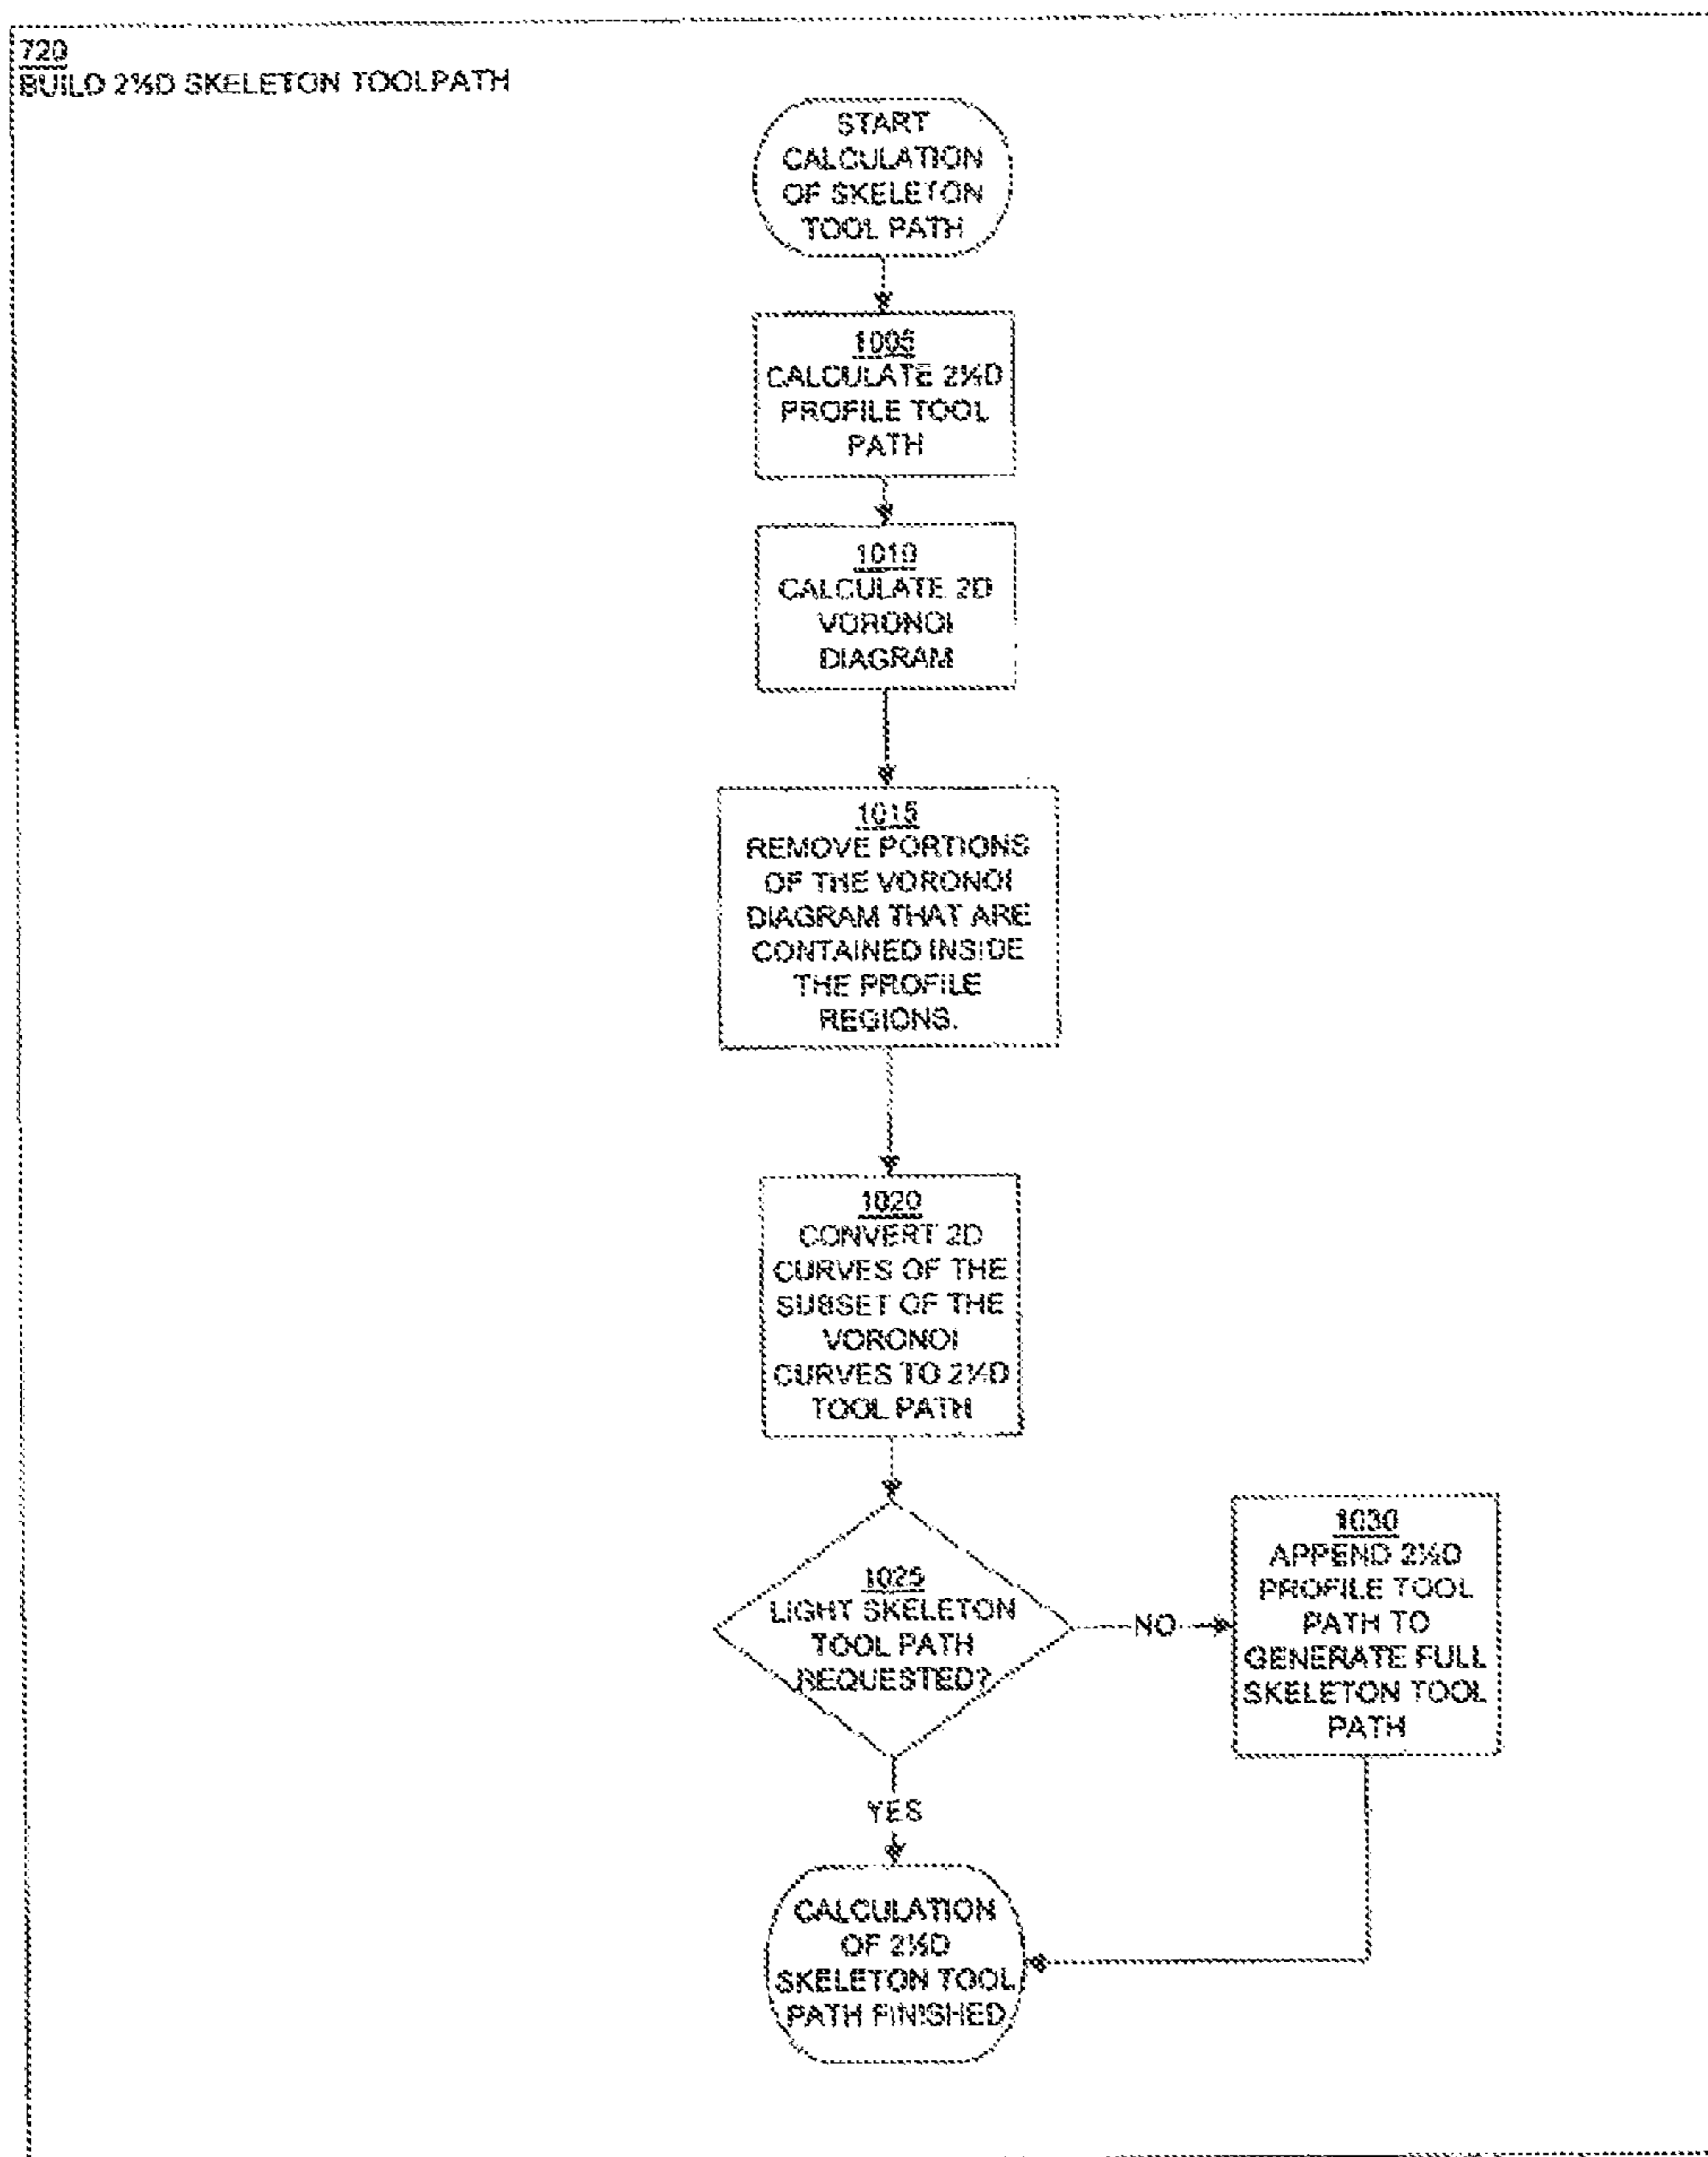 720
BUILD 2½D SKELETON TOOLPATH
START
CALCULATION
OF SKELETON
TOOL PATH
1005
CALCULATE 2½D
PROFILE TOOL
PATH
1010
CALCULATE 2D
VORONOI
DIAGRAM
1015
REMOVE PORTIONS
OF THE VORONOI
DIAGRAM THAT ARE
CONTAINED INSIDE
THE PROFILE
REGIONS.
1020
CONVERT 2D
CURVES OF THE
SUBSET OF THE
VORONOI
CURVES TO 2½D
TOOL PATH
1025
LIGHT SKELETON
TOOL PATH
REQUESTED?
NO
1030
APPEND 2½D
PROFILE TOOL
PATH TO
GENERATE FULL
SKELETON TOOL
PATH
YES
CALCULATION
OF 2½D
SKELETON TOOL
PATH FINISHED